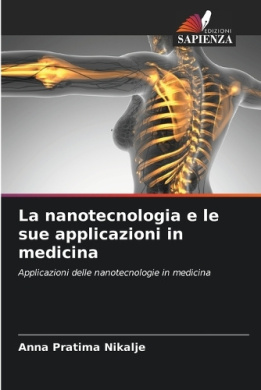 EDIZIONI
SAPIENZA
La nanotecnologia e le
sue applicazioni in
medicina
Applicazioni delle nanotecnologie in medicina
Anna Pratima Nikalje